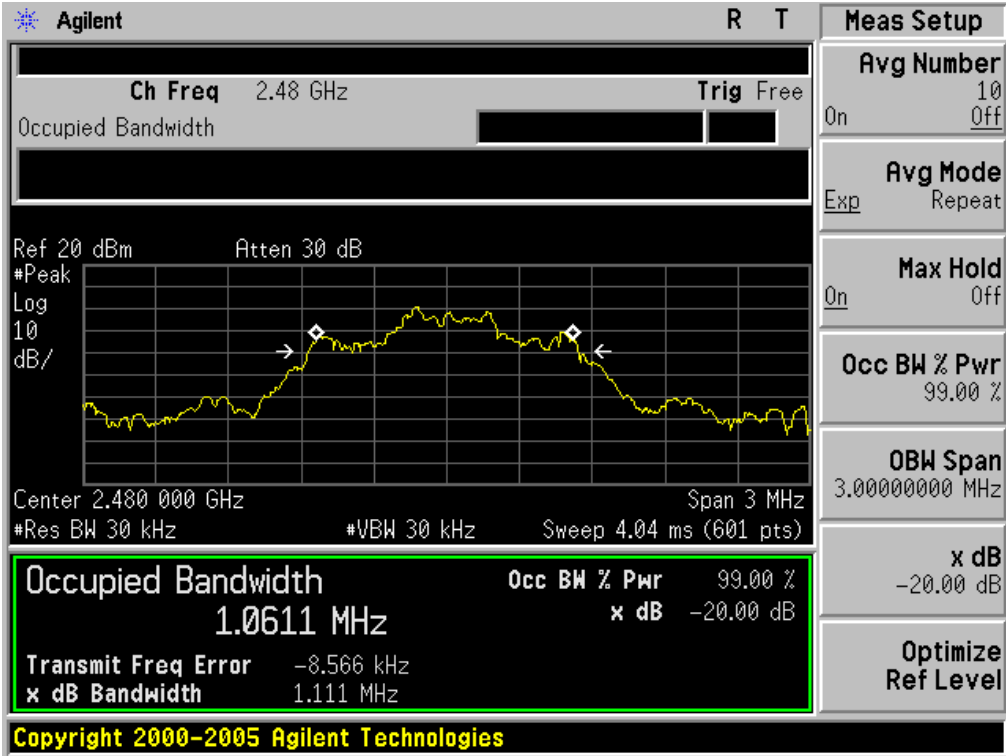 Agilent R T Meas Setup
Ch Freq 2.48 GHz Trig Free
Occupied Bandwidth
Avg Number
10
On Off
Avg Mode
Exp Repeat
Max Hold
On Off
Occ BW % Pwr
99.00 %
OBW Span
3.00000000 MHz
x dB
-20.00 dB
Optimize
Ref Level
Ref 20 dBm Atten 30 dB
#Peak
Log
10
dB/
Center 2.480 000 GHz Span 3 MHz
#Res BW 30 kHz #VBW 30 kHz Sweep 4.04 ms (601 pts)
Occupied Bandwidth Occ BW % Pwr 99.00 %
1.0611 MHz x dB -20.00 dB
Transmit Freq Error -8.566 kHz
x dB Bandwidth 1.111 MHz
Copyright 2000-2005 Agilent Technologies